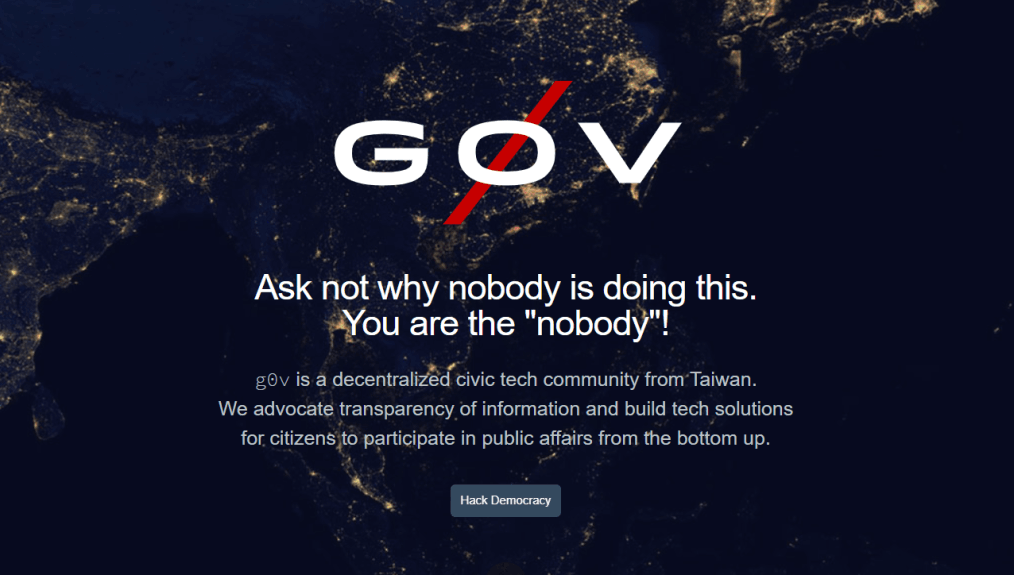 G0V
Ask not why nobody is doing this.
You are the "nobody"!
g0v is a decentralized civic tech community from Taiwan.
We advocate transparency of information and build tech solutions
for citizens to participate in public affairs from the bottom up.
Hack Democracy